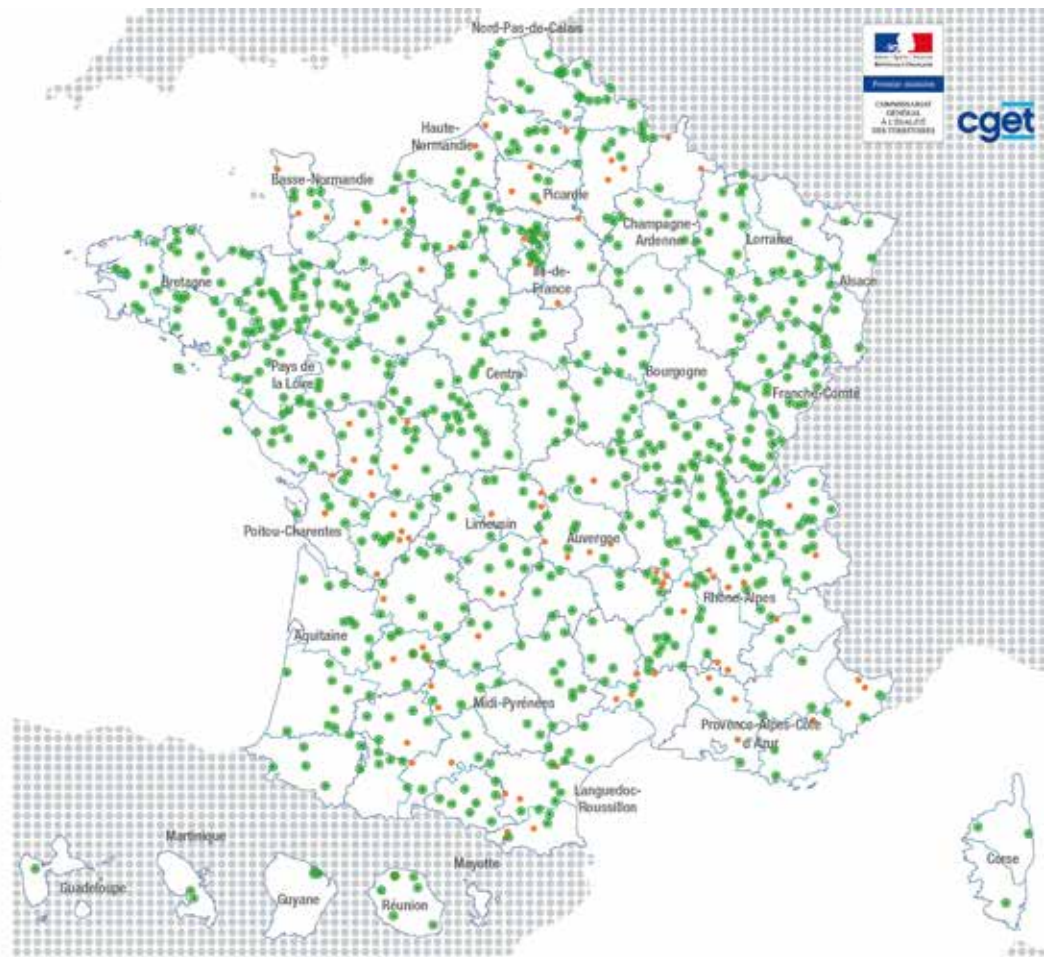 Nord-Pas-de-Calais
Premier ministre
COMMISSARIAT
GÉNÉRAL
À L'ÉGALITÉ
DES TERRITOIRES
cget
Haute-
Normandie
Basse-Normandie
Picardie
Champagne-
Ardenne
Lorraine
Île-de-
France
Alsace
Bretagne
Pays de
la Loire
Centre
Bourgogne
Franche-Comté
Poitou-Charentes
Limousin
Auvergne
Rhône-Alpes
Aquitaine
Midi-Pyrénées
Provence-Alpes-Côte
d'Azur
Languedoc-
Roussillon
Martinique
Mayotte
Guadeloupe
Guyane
Réunion
Corse